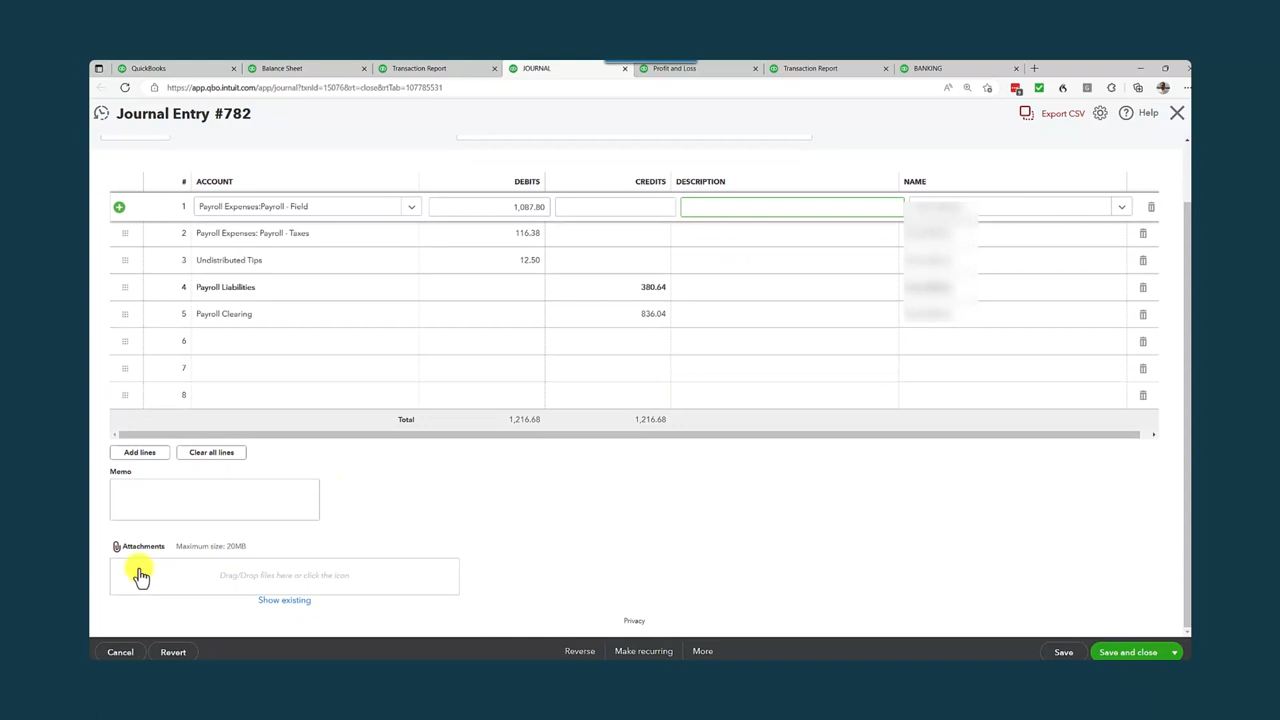 QuickBooks Balance Sheet Transaction Report JOURNAL Profit and Loss Transaction Report BANKING
https://app.qbo.intuit.com/app/journal?txnId=15076&rt=close&rtTab=107785531
Journal Entry #782 Export CSV Help
# ACCOUNT DEBITS CREDITS DESCRIPTION NAME
1 Payroll Expenses:Payroll - Field 1,087.80
2 Payroll Expenses: Payroll - Taxes 116.38
3 Undistributed Tips 12.50
4 Payroll Liabilities 380.64
5 Payroll Clearing 836.04
6
7
8
Total 1,216.68 1,216.68
Add lines Clear all lines
Memo
Attachments Maximum size: 20MB
Drag/Drop files here or click the icon
Show existing
Privacy
Cancel Revert Reverse Make recurring More Save Save and close